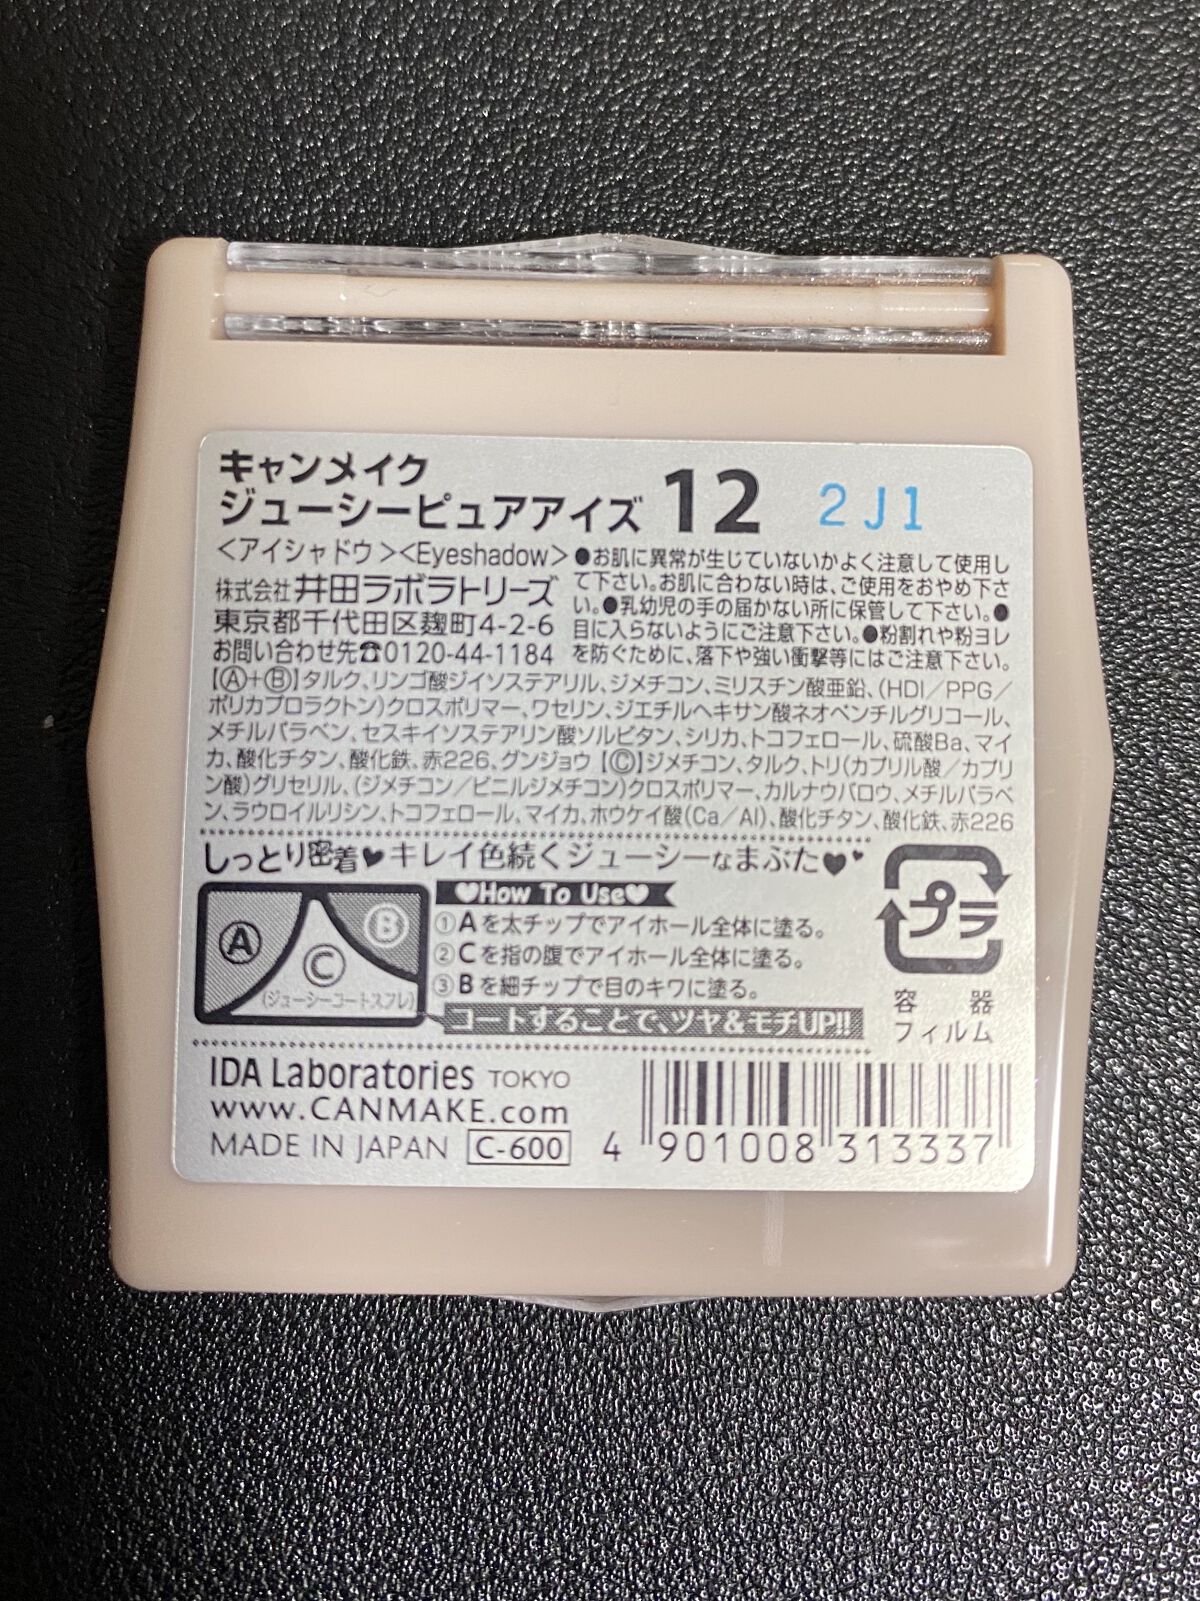 キャンメイク
ジューシーピュアアイズ 12 2J1
<アイシャドウ><Eyeshadow>
株式会社 井田ラボラトリーズ
東京都千代田区麹町4-2-6
お問い合わせ先☎0120-44-1184
●お肌に異常が生じていないかよく注意して使用し
て下さい。お肌に合わない時は、ご使用をおやめ下さ
い。●乳幼児の手の届かない所に保管して下さい。●
目に入らないようにご注意下さい。●粉割れや粉ヨレ
を防ぐために、落下や強い衝撃等にはご注意下さい。
【Ⓐ+Ⓑ】タルク、リンゴ酸ジイソステアリル、ジメチコン、ミリスチン酸亜鉛、(HDI/PPG/
ポリカプロラクトン)クロスポリマー、ワセリン、ジエチルヘキサン酸ネオペンチルグリコール、
メチルパラベン、セスキイソステアリン酸ソルビタン、シリカ、トコフェロール、硫酸Ba、マイ
カ、酸化チタン、酸化鉄、赤226、グンジョウ【Ⓒ】ジメチコン、タルク、トリ(カプリル酸/カプリ
ン酸)グリセリル、(ジメチコン/ビニルジメチコン)クロスポリマー、カルナウバロウ、メチルパラベ
ン、ラウロイルリシン、トコフェロール、マイカ、ホウケイ酸(Ca/Al)、酸化チタン、酸化鉄、赤226
しっとり密着♥キレイ色続くジューシーなまぶた♥♥
Ⓐ
Ⓑ
Ⓒ
(ジューシーコートスフレ)
♥How To Use♥
①Aを太チップでアイホール全体に塗る。
②Cを指の腹でアイホール全体に塗る。
③Bを細チップで目のキワに塗る。
コートすることで、ツヤ&モチUP!!
プラ
容器
フィルム
IDA Laboratories TOKYO
www.CANMAKE.com
MADE IN JAPAN C-600
4 901008 313337